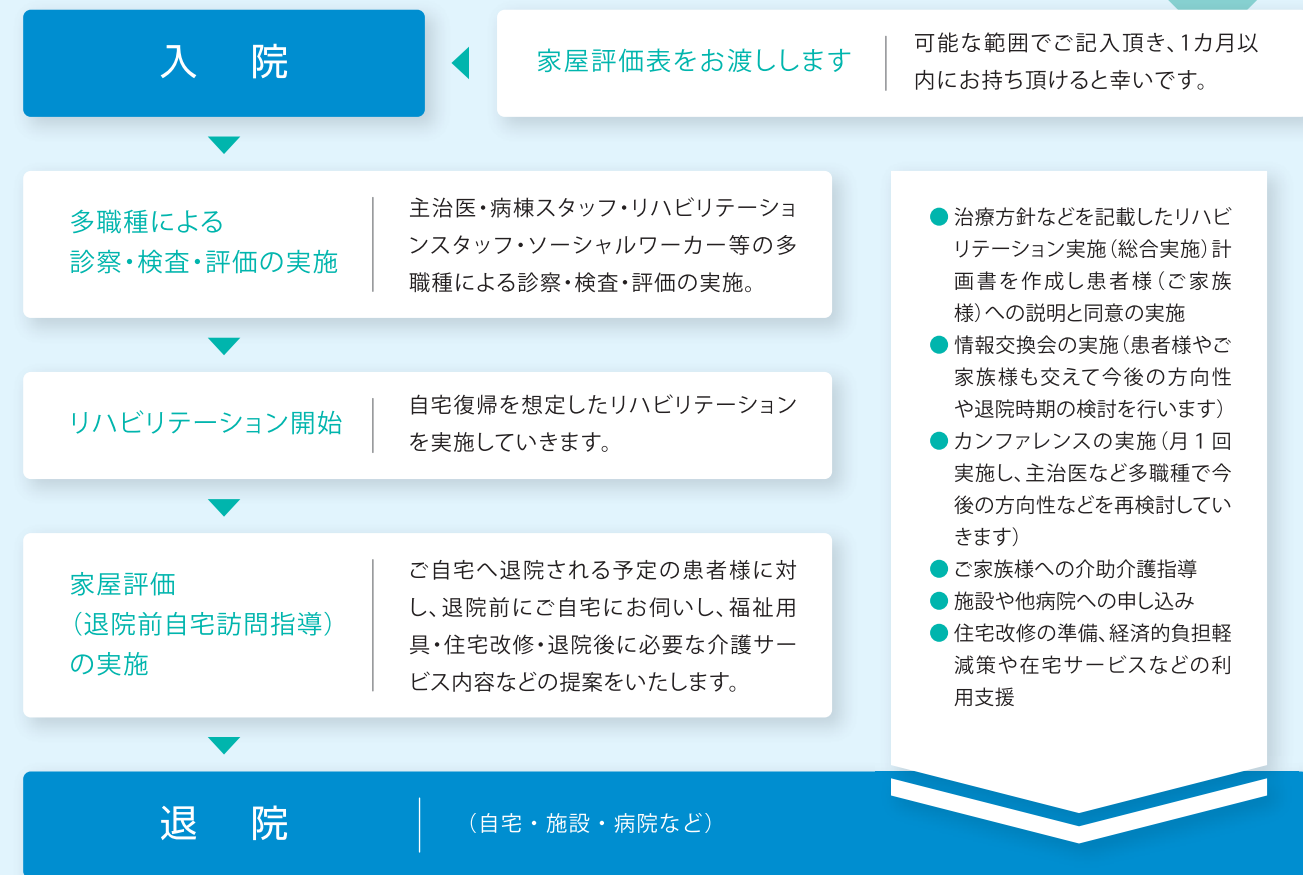 入　院
家屋評価表をお渡しします
可能な範囲でご記入頂き、1カ月以
内にお持ち頂けると幸いです。
多職種による
診察・検査・評価の実施
主治医・病棟スタッフ・リハビリテーショ
ンスタッフ・ソーシャルワーカー等の多
職種による診察・検査・評価の実施。
リハビリテーション開始
自宅復帰を想定したリハビリテーション
を実施していきます。
家屋評価
（退院前自宅訪問指導）
の実施
ご自宅へ退院される予定の患者様に対
し、退院前にご自宅にお伺いし、福祉用
具・住宅改修・退院後に必要な介護サー
ビス内容などの提案をいたします。
●治療方針などを記載したリハビ
リテーション実施（総合実施）計
画書を作成し患者様（ご家族
様）への説明と同意の実施
●情報交換会の実施（患者様やご
家族様も交えて今後の方向性
や退院時期の検討を行います）
●カンファレンスの実施（月1回
実施し、主治医など多職種で今
後の方向性などを再検討してい
きます）
●ご家族様への介助介護指導
●施設や他病院への申し込み
●住宅改修の準備、経済的負担軽
減策や在宅サービスなどの利
用支援
退　院
（自宅・施設・病院など）